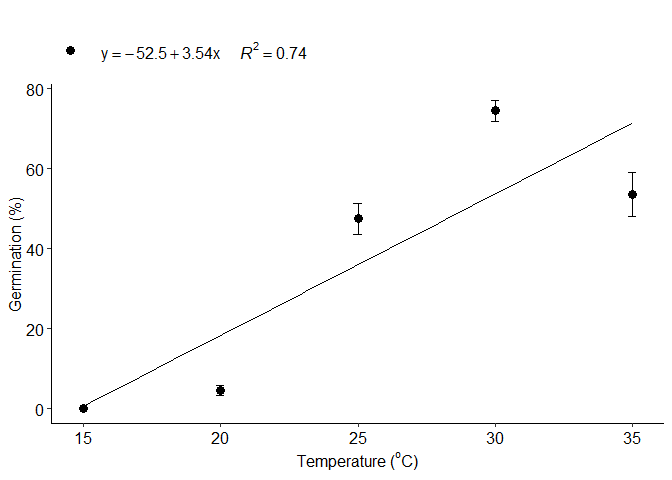 y = −52.5 + 3.54x R² = 0.74
80
60
40
20
0
Germination (%)
15 20 25 30 35
Temperature (°C)